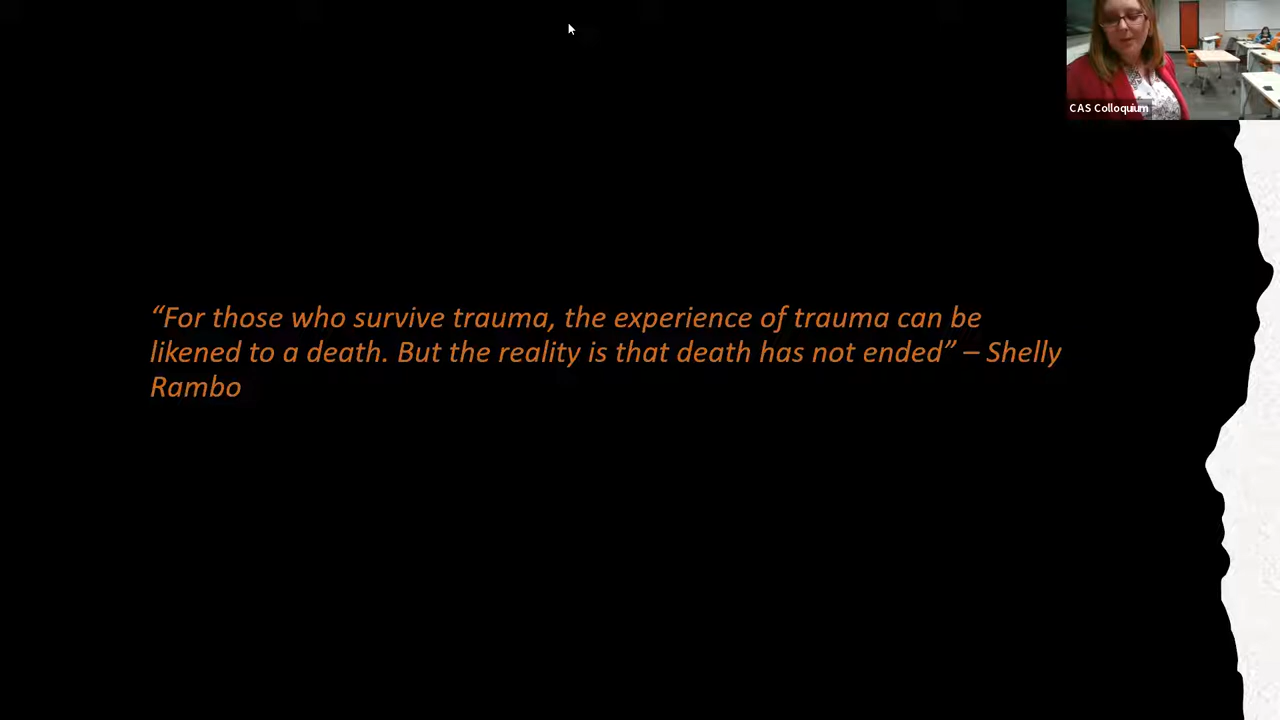 CAS Colloquium
“For those who survive trauma, the experience of trauma can be
likened to a death. But the reality is that death has not ended” – Shelly
Rambo